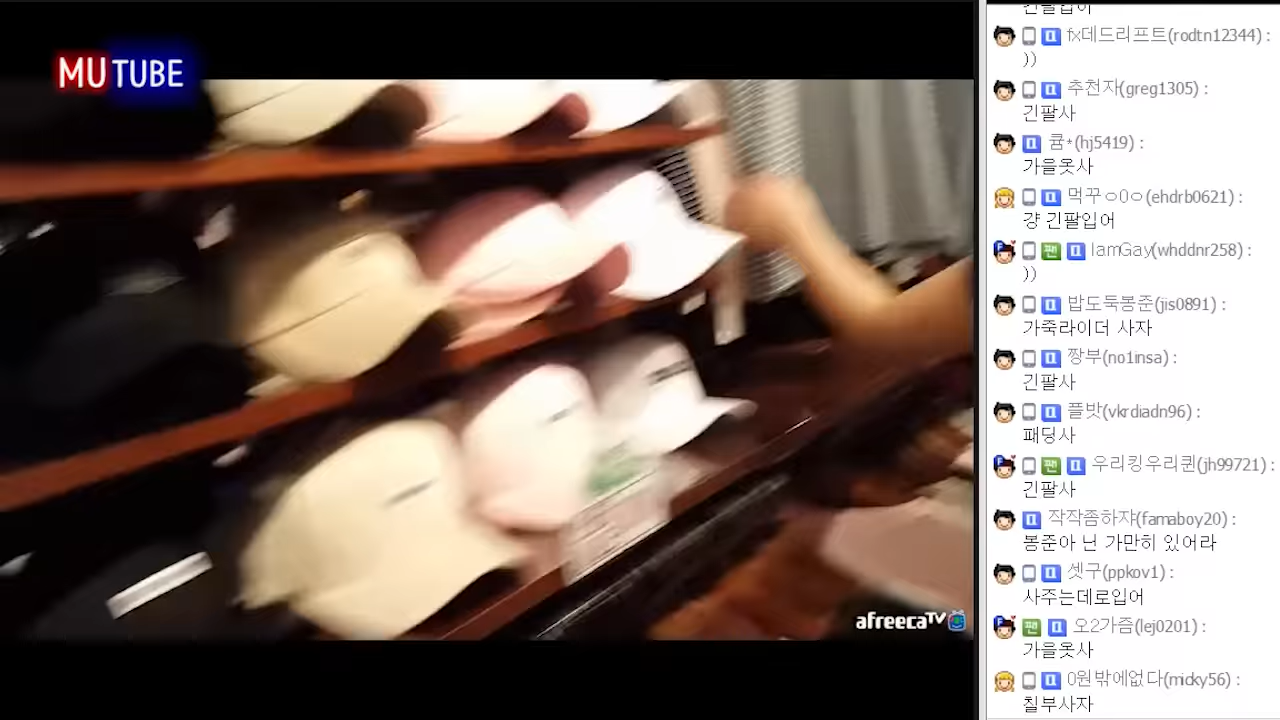 MUTUBE
afreecaTV
긴팔입어
fx데드리프트(rodtn12344) :
))
추천자(greg1305) :
긴팔사
큠*(hj5419) :
가을옷사
먹꾸ㅇ0ㅇ(ehdrb0621) :
걍 긴팔입어
팬 IamGay(whddnr258) :
))
밥도둑봉준(jis0891) :
가죽라이더 사자
짱부(no1insa) :
긴팔사
플밧(vkrdiadn96) :
패딩사
팬 우리킹우리퀸(jh99721) :
긴팔사
작작좀하자(famaboy20) :
봉준아 넌 가만히 있어라
셋구(ppkov1) :
사주는데로입어
팬 오2가즘(lej0201) :
가을옷사
0원밖에없다(micky56) :
칠부사자